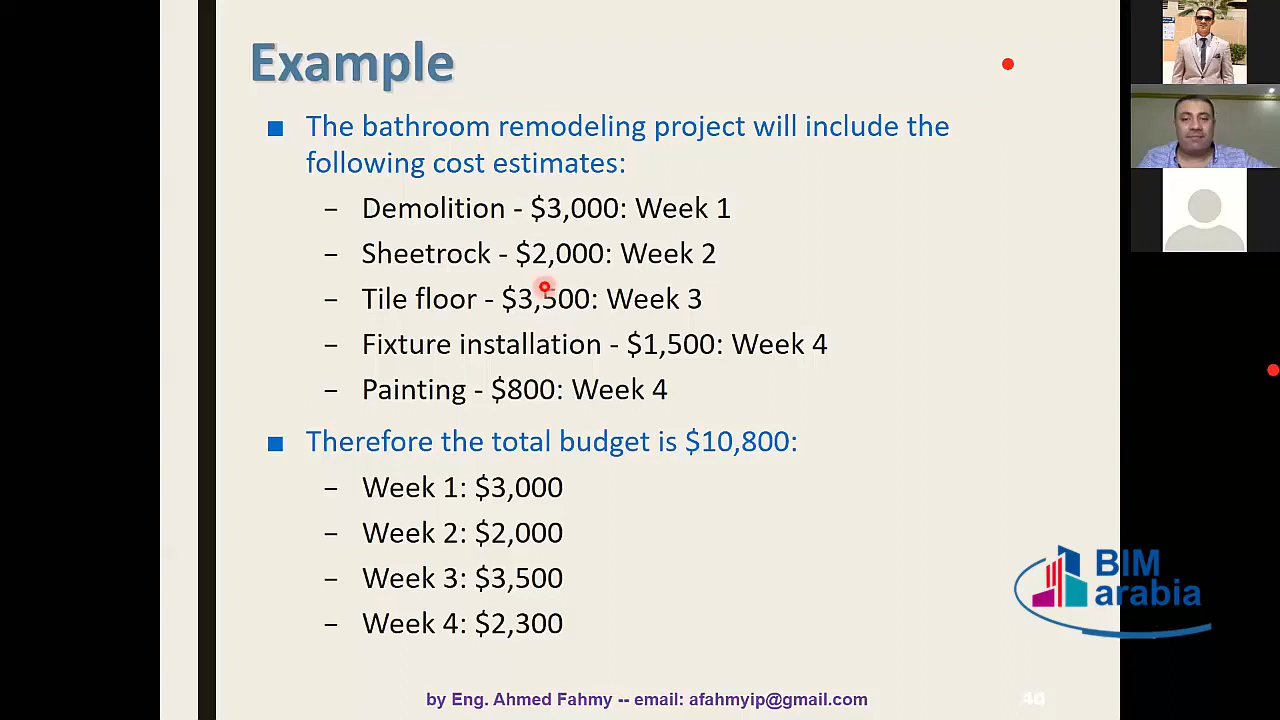 Example
■ The bathroom remodeling project will include the
following cost estimates:
– Demolition - $3,000: Week 1
– Sheetrock - $2,000: Week 2
– Tile floor - $3,500: Week 3
– Fixture installation - $1,500: Week 4
– Painting - $800: Week 4
■ Therefore the total budget is $10,800:
– Week 1: $3,000
– Week 2: $2,000
– Week 3: $3,500
– Week 4: $2,300
BIM
arabia
by Eng. Ahmed Fahmy -- email: afahmyip@gmail.com
40